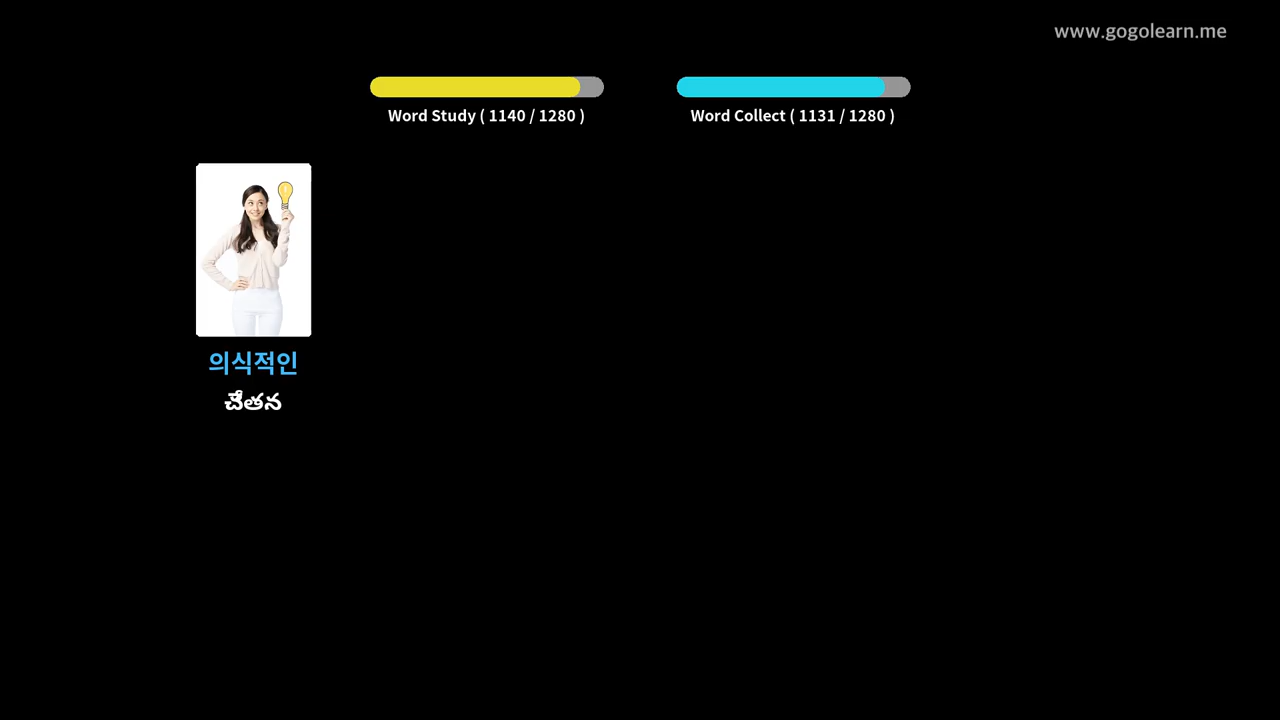 www.gogolearn.me
Word Study ( 1140 / 1280 )
Word Collect ( 1131 / 1280 )
의식적인
చేతన